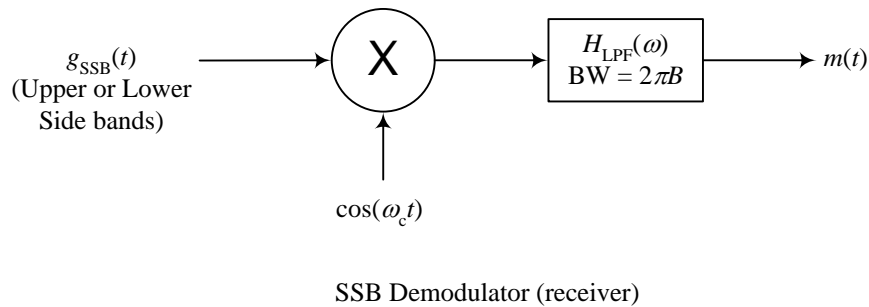 g_SSB(t)
(Upper or Lower
Side bands)
X
H_LPF(ω)
BW = 2πB
m(t)
cos(ω_c t)
SSB Demodulator (receiver)